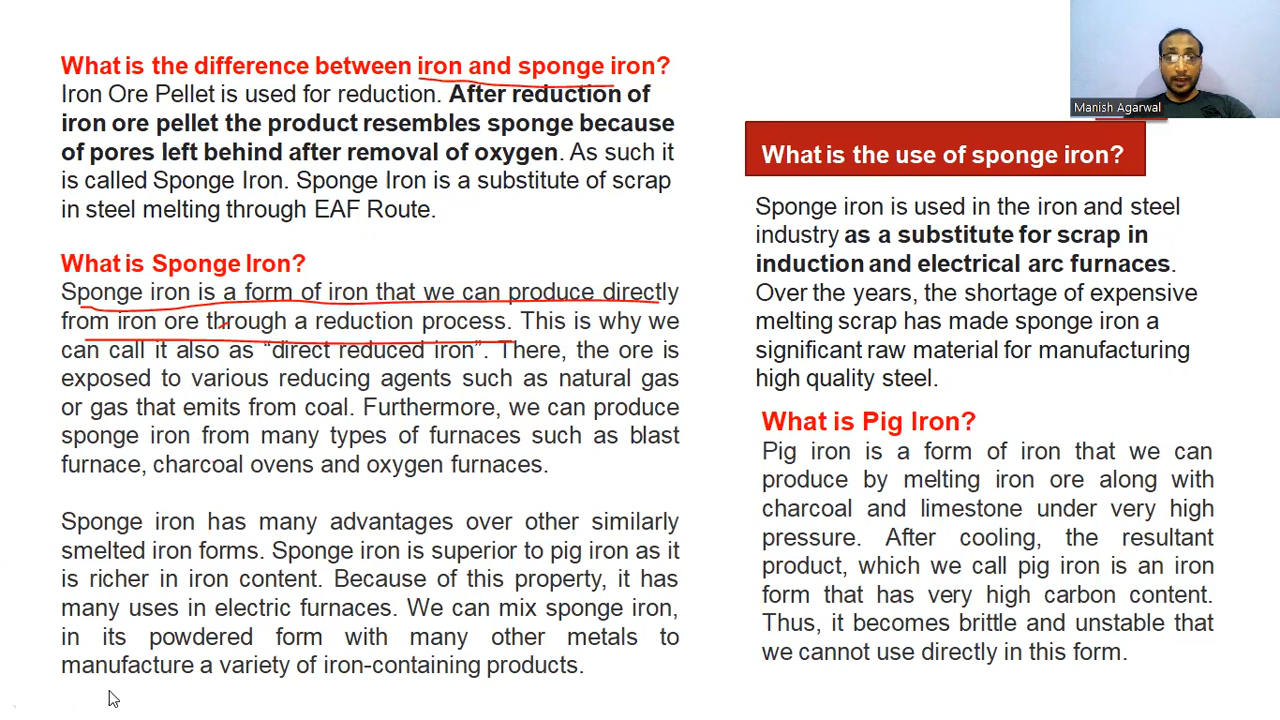 What is the difference between iron and sponge iron?
Iron Ore Pellet is used for reduction. After reduction of
iron ore pellet the product resembles sponge because
of pores left behind after removal of oxygen. As such it
is called Sponge Iron. Sponge Iron is a substitute of scrap
in steel melting through EAF Route.
What is Sponge Iron?
Sponge iron is a form of iron that we can produce directly
from iron ore through a reduction process. This is why we
can call it also as “direct reduced iron”. There, the ore is
exposed to various reducing agents such as natural gas
or gas that emits from coal. Furthermore, we can produce
sponge iron from many types of furnaces such as blast
furnace, charcoal ovens and oxygen furnaces.
Sponge iron has many advantages over other similarly
smelted iron forms. Sponge iron is superior to pig iron as it
is richer in iron content. Because of this property, it has
many uses in electric furnaces. We can mix sponge iron,
in its powdered form with many other metals to
manufacture a variety of iron-containing products.
Manish Agarwal
What is the use of sponge iron?
Sponge iron is used in the iron and steel
industry as a substitute for scrap in
induction and electrical arc furnaces.
Over the years, the shortage of expensive
melting scrap has made sponge iron a
significant raw material for manufacturing
high quality steel.
What is Pig Iron?
Pig iron is a form of iron that we can
produce by melting iron ore along with
charcoal and limestone under very high
pressure. After cooling, the resultant
product, which we call pig iron is an iron
form that has very high carbon content.
Thus, it becomes brittle and unstable that
we cannot use directly in this form.